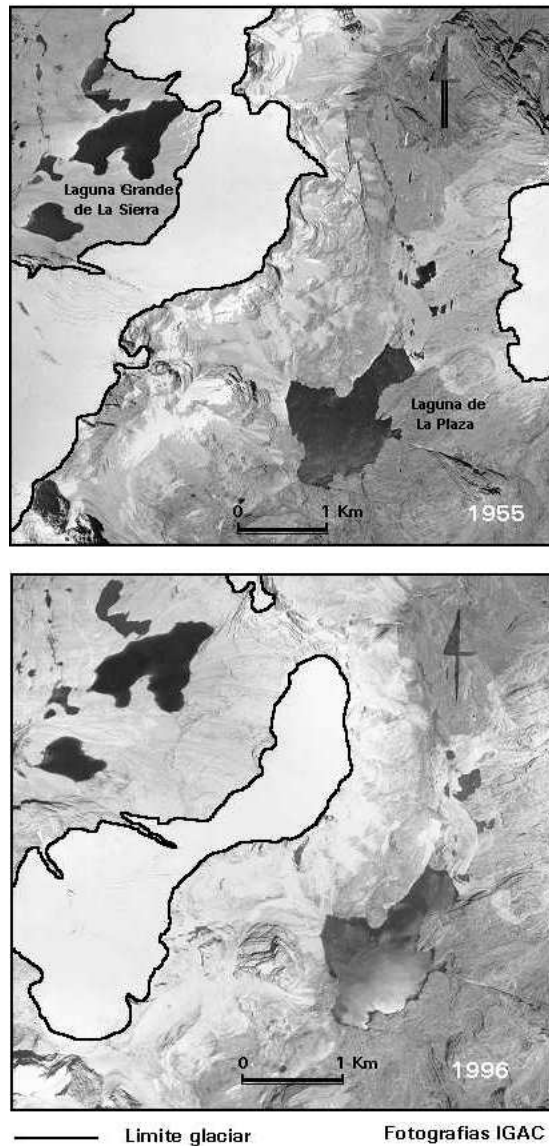 Laguna Grande
de La Sierra
Laguna de
La Plaza
0 1 Km
1955
0 1 Km
1996
Limite glaciar
Fotografias IGAC